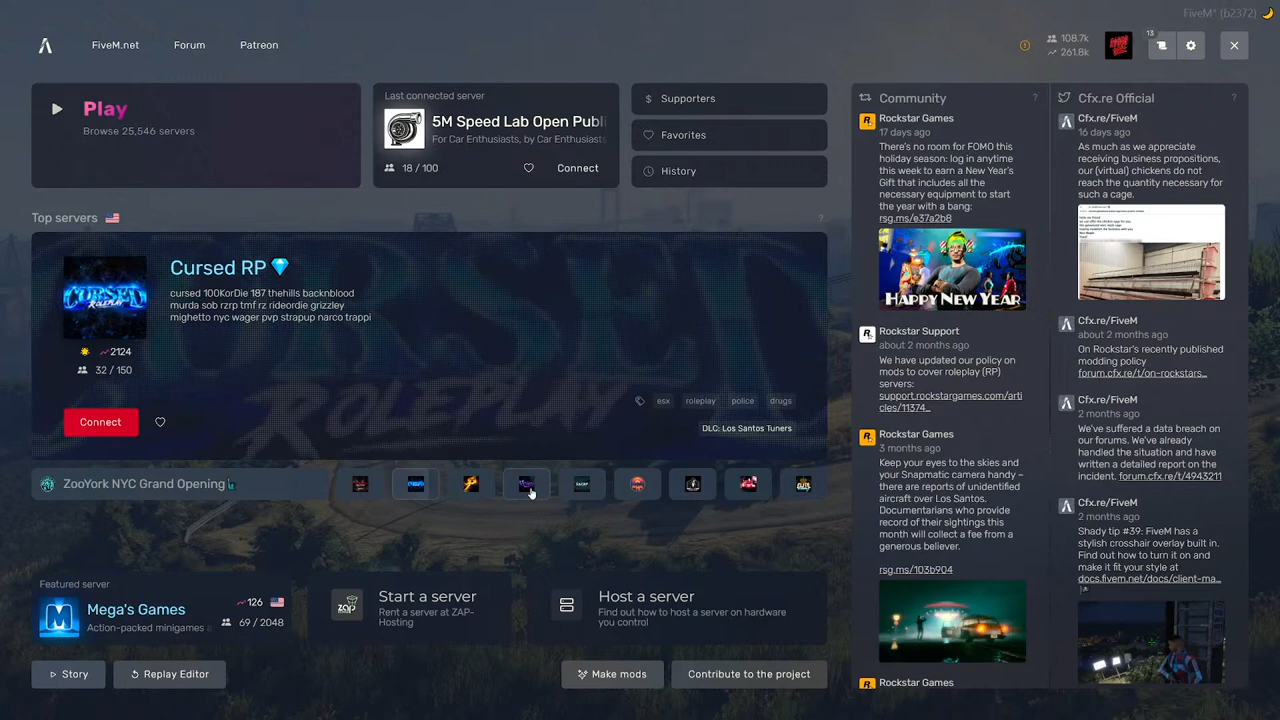 FiveM* (b2372)
FiveM.net
Forum
Patreon
108.7k
261.8k
13
Play
Browse 25,546 servers
Last connected server
5M Speed Lab Open Publi
For Car Enthusiasts, by Car Enthusiasts
18 / 100
Connect
Supporters
Favorites
History
Top servers
?
CURSED
ROLEPLAY
Cursed RP
cursed 100KorDie 187 thehills backnblood
murda sob rzrp tmf rz rideordie grizzley
mighetto nyc wager pvp strapup narco trappi
2124
32 / 150
Connect
esx
roleplay
police
drugs
DLC: Los Santos Tuners
CURSED
ROLEPLAY
ZooYork NYC Grand Opening
Featured server
Mega's Games
Action-packed minigames a
126
69 / 2048
ZAP
Start a server
Rent a server at ZAP-
Hosting
Host a server
Find out how to host a server on hardware
you control
Story
Replay Editor
Make mods
Contribute to the project
Community
?
Rockstar Games
17 days ago
There's no room for FOMO this
holiday season: log in anytime
this week to earn a New Year's
Gift that includes all the
necessary equipment to start
the year with a bang:
rsg.ms/e37a2b8
HAPPY NEW YEAR
Rockstar Support
about 2 months ago
We have updated our policy on
mods to cover roleplay (RP)
servers:
support.rockstargames.com/arti
cles/11374…
Rockstar Games
3 months ago
Keep your eyes to the skies and
your Snapmatic camera handy –
there are reports of unidentified
aircraft over Los Santos.
Documentarians who provide
record of their sightings this
month will collect a fee from a
generous believer.
rsg.ms/103b904
Rockstar Games
Cfx.re Official
?
Cfx.re/FiveM
16 days ago
As much as we appreciate
receiving business propositions,
our (virtual) chickens do not
reach the quantity necessary for
such a cage.
Cfx.re/FiveM
about 2 months ago
On Rockstar's recently published
modding policy
forum.cfx.re/t/on-rockstars…
Cfx.re/FiveM
2 months ago
We've suffered a data breach on
our forums. We've already
handled the situation and have
written a detailed report on the
incident. forum.cfx.re/t/4943211
Cfx.re/FiveM
2 months ago
Shady tip #39: FiveM has a
stylish crosshair overlay built in.
Find out how to turn it on and
make it fit your style at
docs.fivem.net/docs/client-ma…